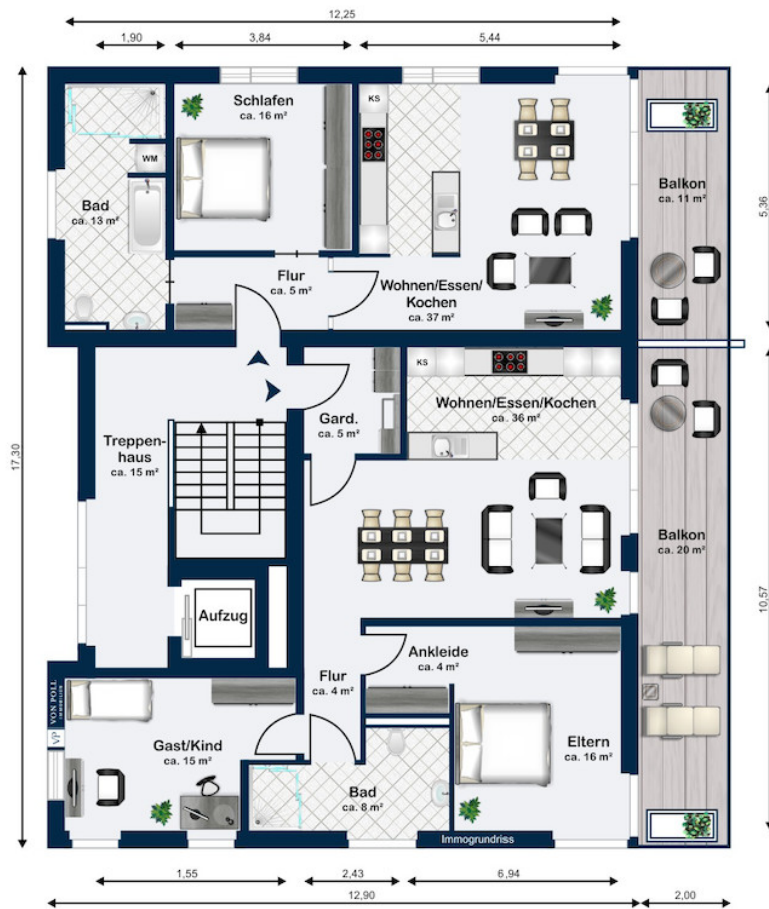 12,25
1,90
3,84
5,44
KS
Schlafen
ca. 16 m²
WM
Bad
ca. 13 m²
Balkon
ca. 11 m²
5,36
Flur
ca. 5 m²
Wohnen/Essen/
Kochen
ca. 37 m²
KS
Wohnen/Essen/Kochen
ca. 36 m²
Gard.
ca. 5 m²
Treppen-
haus
ca. 15 m²
17,30
Balkon
ca. 20 m²
10,57
Aufzug
Ankleide
ca. 4 m²
Flur
ca. 4 m²
VP VON POLL
IMMOBILIEN
Gast/Kind
ca. 15 m²
Eltern
ca. 16 m²
Bad
ca. 8 m²
Immogrundriss
1,55
2,43
6,94
12,90
2,00